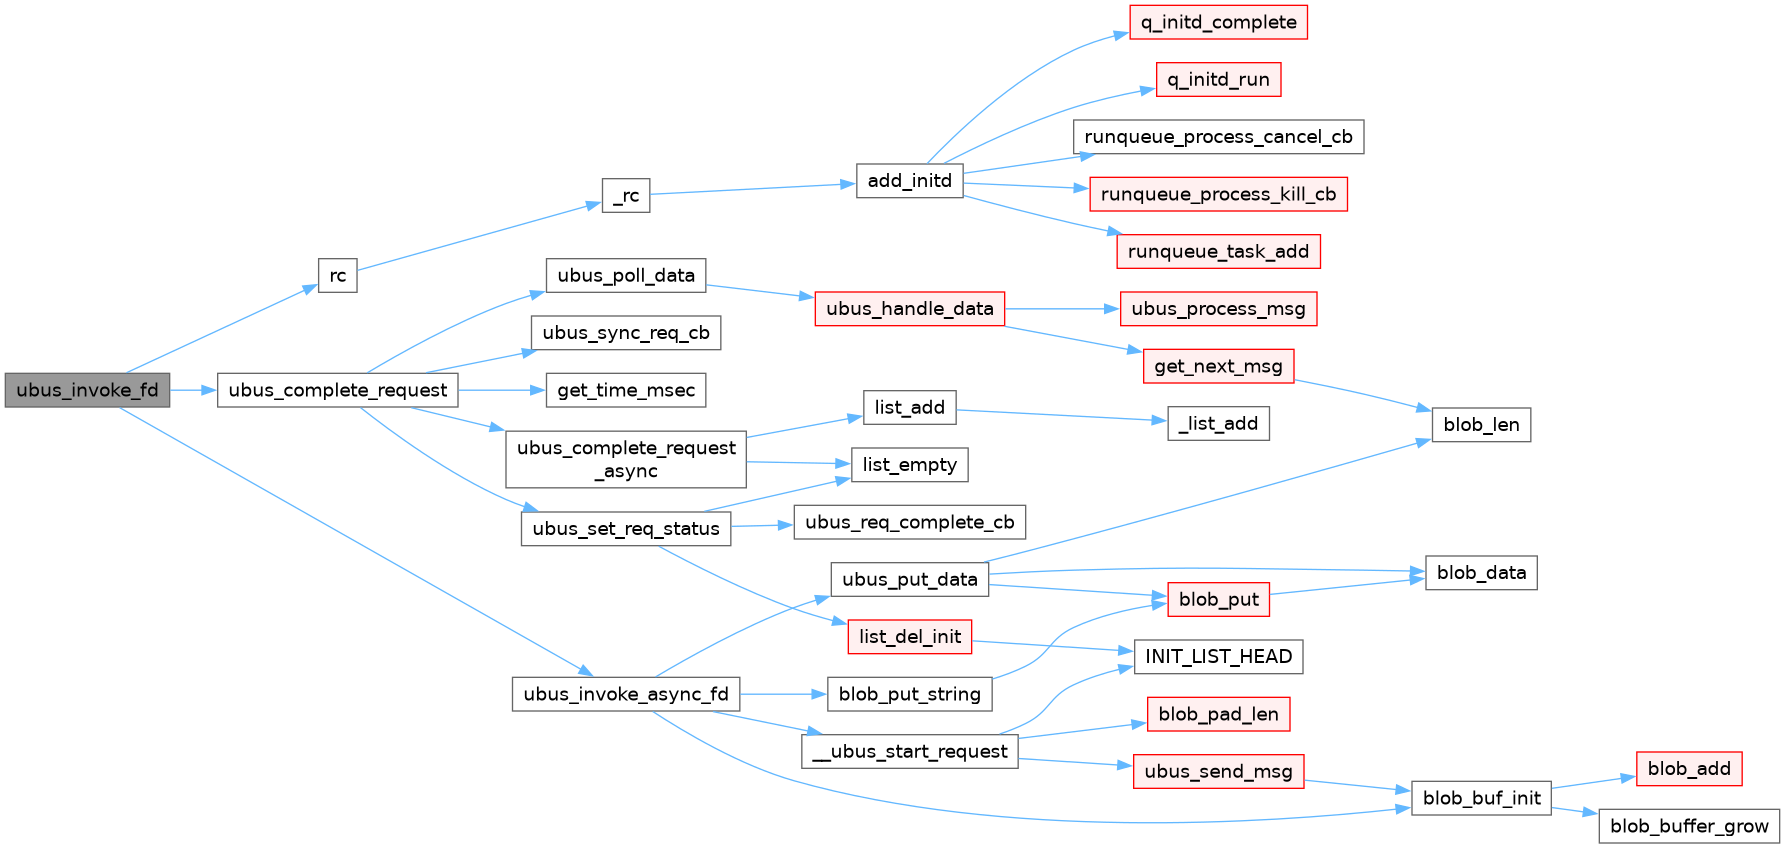 q_initd_complete
q_initd_run
runqueue_process_cancel_cb
add_initd
_rc
runqueue_process_kill_cb
runqueue_task_add
rc
ubus_poll_data
ubus_handle_data
ubus_process_msg
ubus_sync_req_cb
get_next_msg
ubus_invoke_fd
ubus_complete_request
get_time_msec
list_add
_list_add
blob_len
ubus_complete_request
_async
list_empty
ubus_set_req_status
ubus_req_complete_cb
ubus_put_data
blob_data
blob_put
list_del_init
INIT_LIST_HEAD
ubus_invoke_async_fd
blob_put_string
blob_pad_len
__ubus_start_request
ubus_send_msg
blob_add
blob_buf_init
blob_buffer_grow